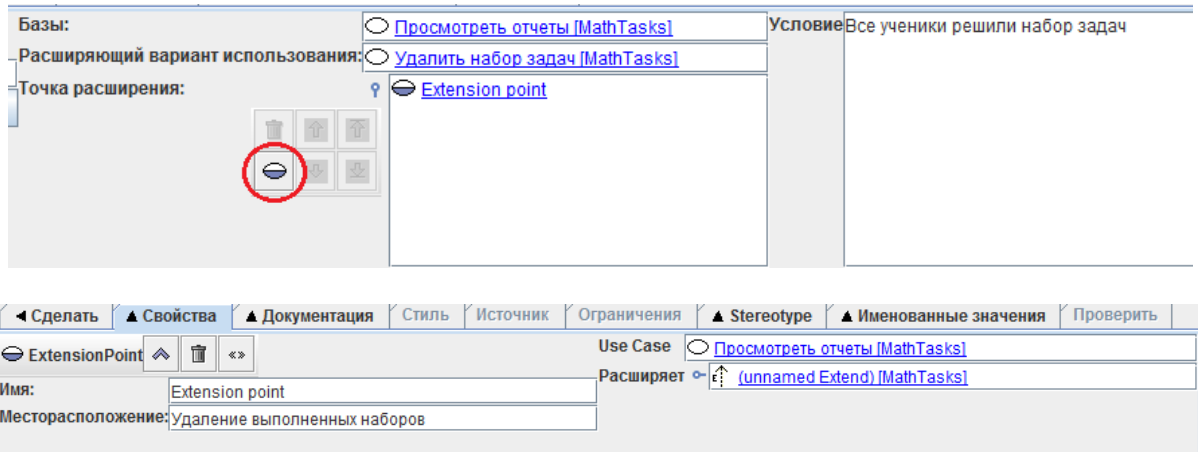 Базы:
Просмотреть отчеты [MathTasks]
Условие
Все ученики решили набор задач
Расширяющий вариант использования:
Удалить набор задач [MathTasks]
Точка расширения:
Extension point
Сделать
Свойства
Документация
Стиль
Источник
Ограничения
Stereotype
Именованные значения
Проверить
ExtensionPoint
«»
Use Case
Просмотреть отчеты [MathTasks]
Расширяет
(unnamed Extend) [MathTasks]
Имя:
Extension point
Месторасположение:
Удаление выполненных наборов